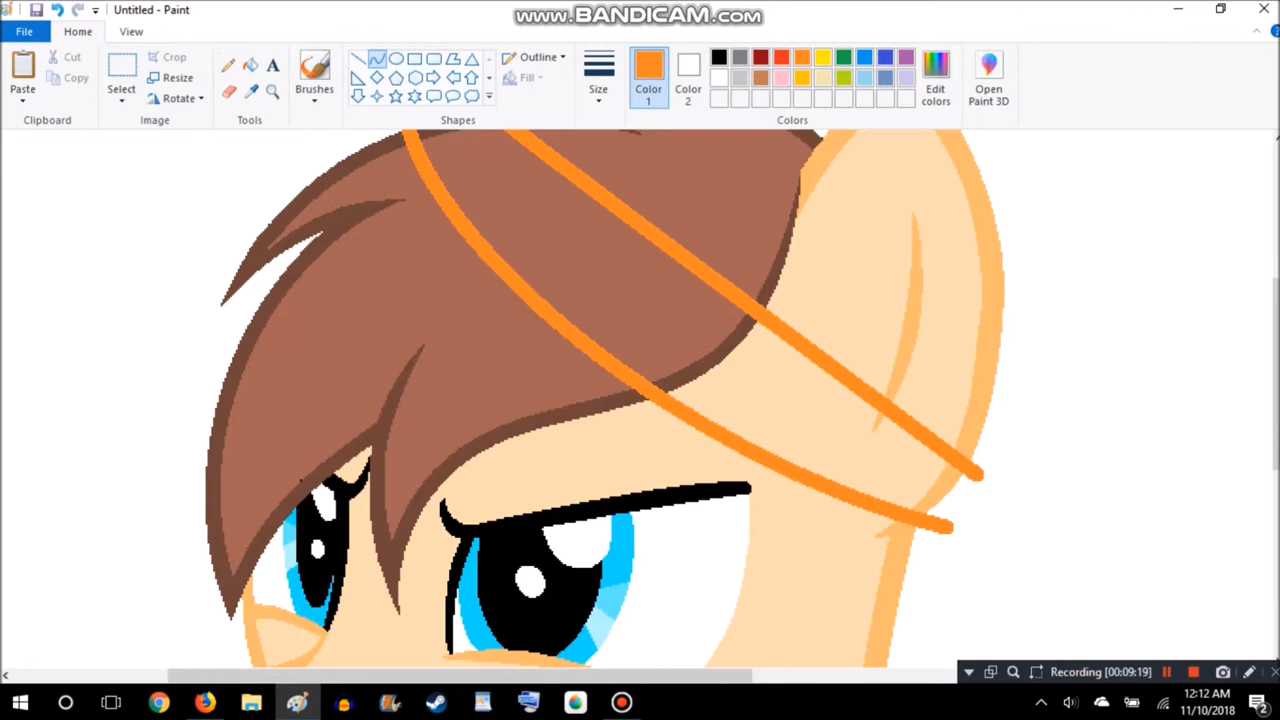 Untitled - Paint
www.BANDICAM.com
File
Home
View
Paste
Cut
Copy
Clipboard
Select
Crop
Resize
Rotate
Image
A
Tools
Brushes
Shapes
Outline
Fill
Size
Color
1
Color
2
Edit
colors
Colors
Open
Paint 3D
Recording [00:09:19]
12:12 AM
11/10/2018
2